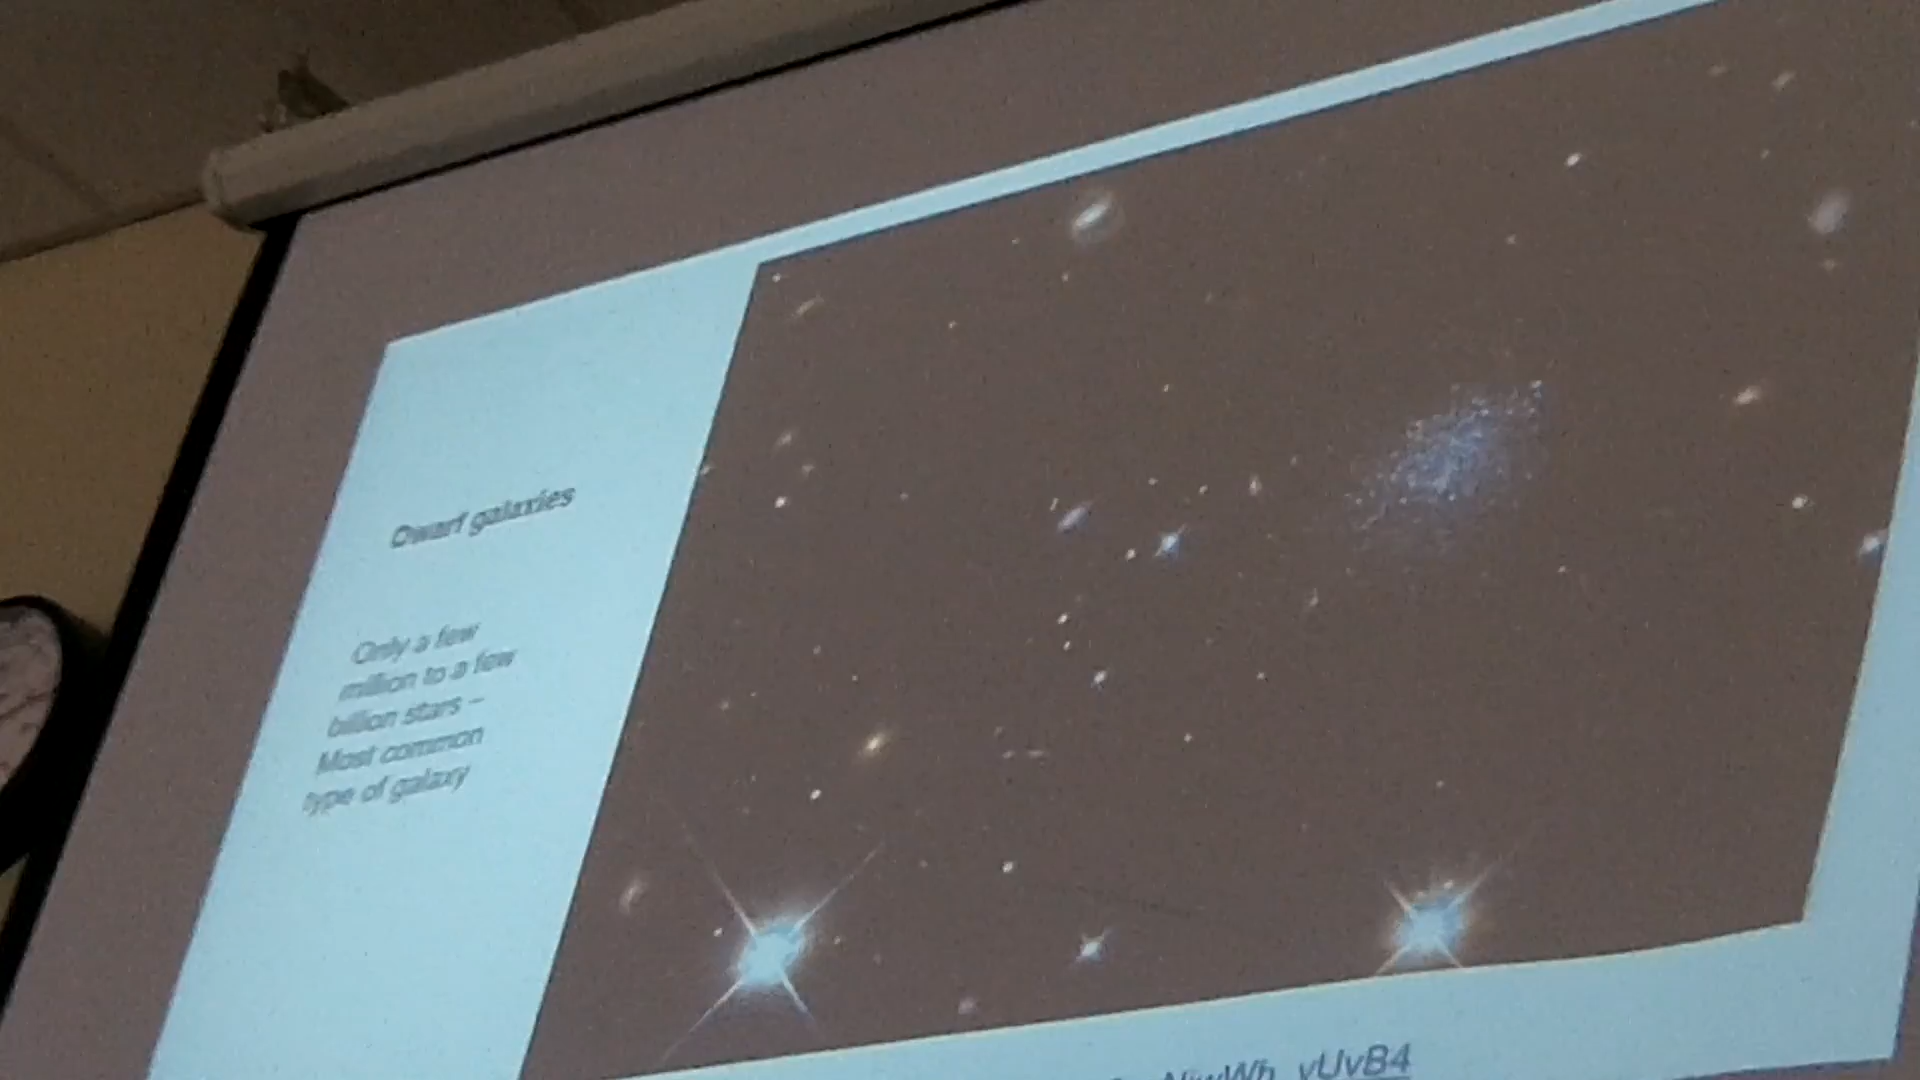 Dwarf galaxies
Only a few
million to a few
billion stars –
Most common
type of galaxy
vUvB4